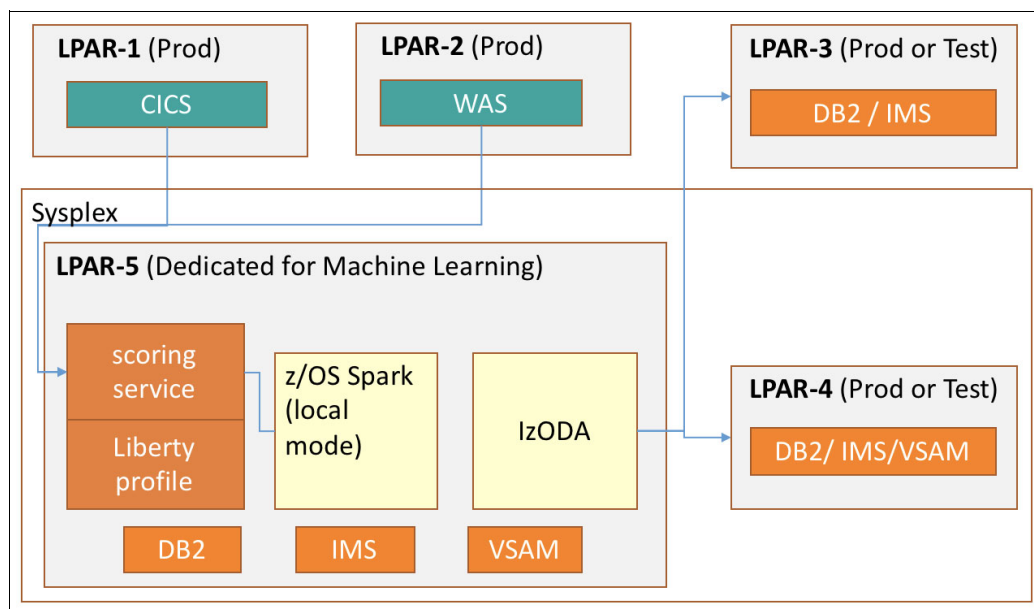 LPAR-1 (Prod)
CICS
LPAR-2 (Prod)
WAS
LPAR-3 (Prod or Test)
DB2 / IMS
Sysplex
LPAR-5 (Dedicated for Machine Learning)
scoring
service
Liberty
profile
z/OS Spark
(local
mode)
IzODA
DB2
IMS
VSAM
LPAR-4 (Prod or Test)
DB2/ IMS/VSAM